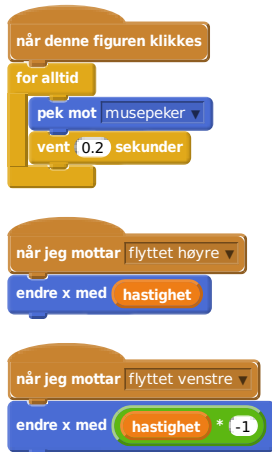 når denne figuren klikkes
for alltid
pek mot musepeker ▼
vent 0.2 sekunder
når jeg mottar flyttet høyre ▼
endre x med hastighet
når jeg mottar flyttet venstre ▼
endre x med hastighet * -1